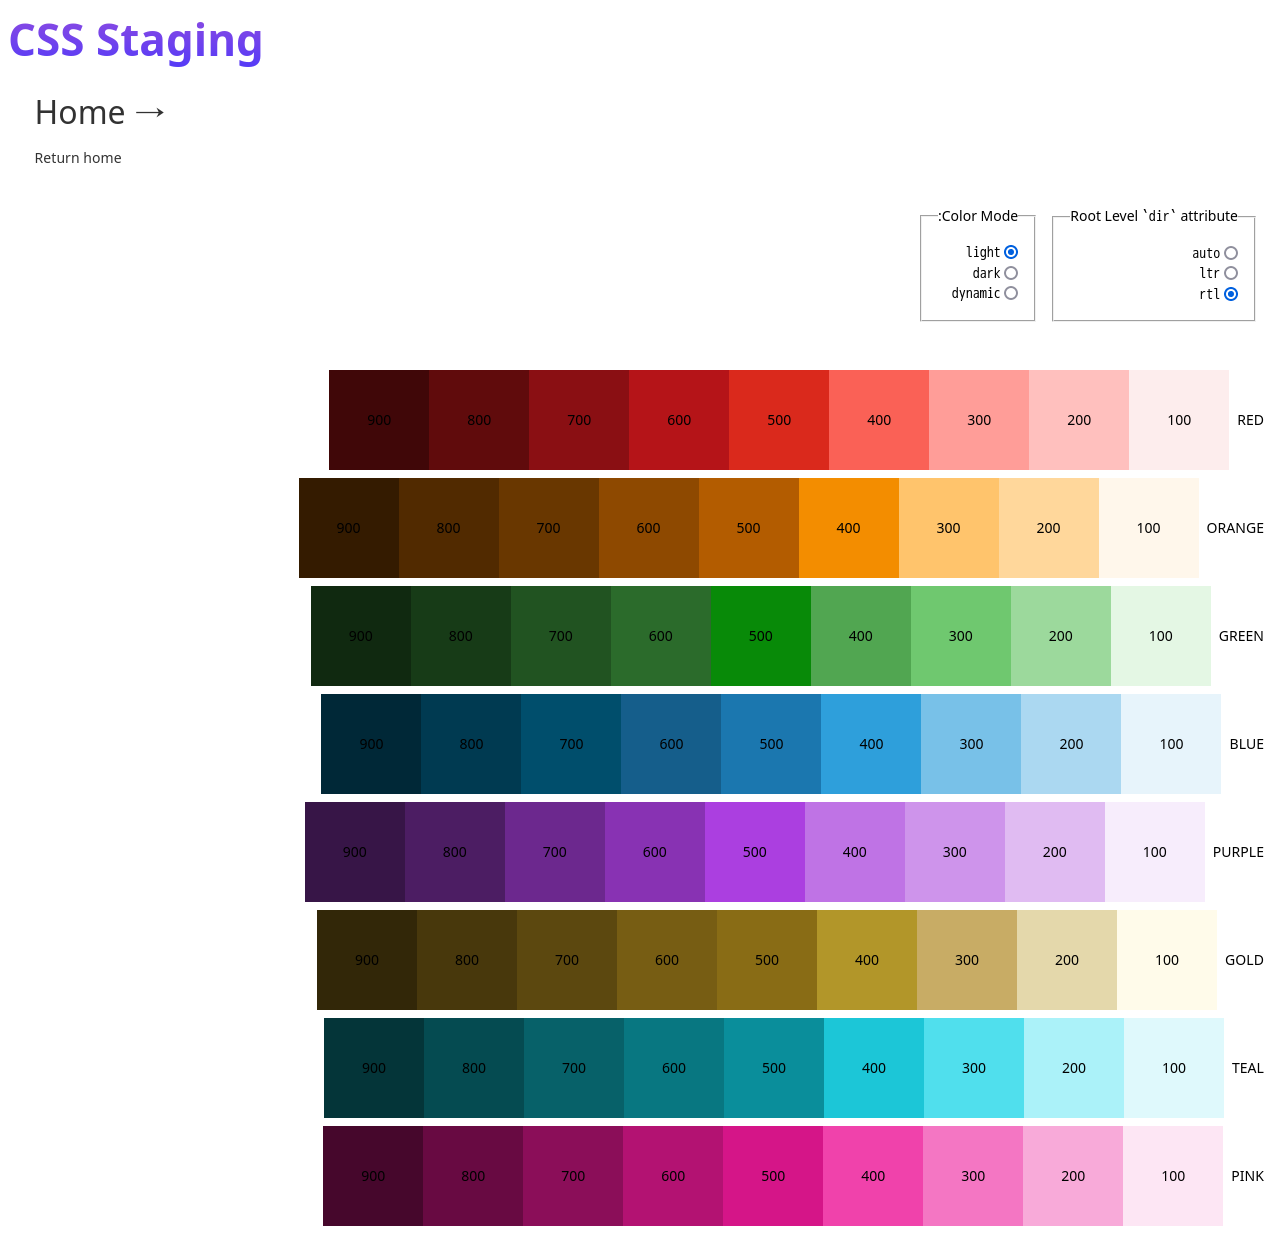 CSS Staging
Home →
Return home
:Color Mode
light
dark
dynamic
Root Level `dir` attribute
auto
ltr
rtl
900 800 700 600 500 400 300 200 100 RED
900 800 700 600 500 400 300 200 100 ORANGE
900 800 700 600 500 400 300 200 100 GREEN
900 800 700 600 500 400 300 200 100 BLUE
900 800 700 600 500 400 300 200 100 PURPLE
900 800 700 600 500 400 300 200 100 GOLD
900 800 700 600 500 400 300 200 100 TEAL
900 800 700 600 500 400 300 200 100 PINK